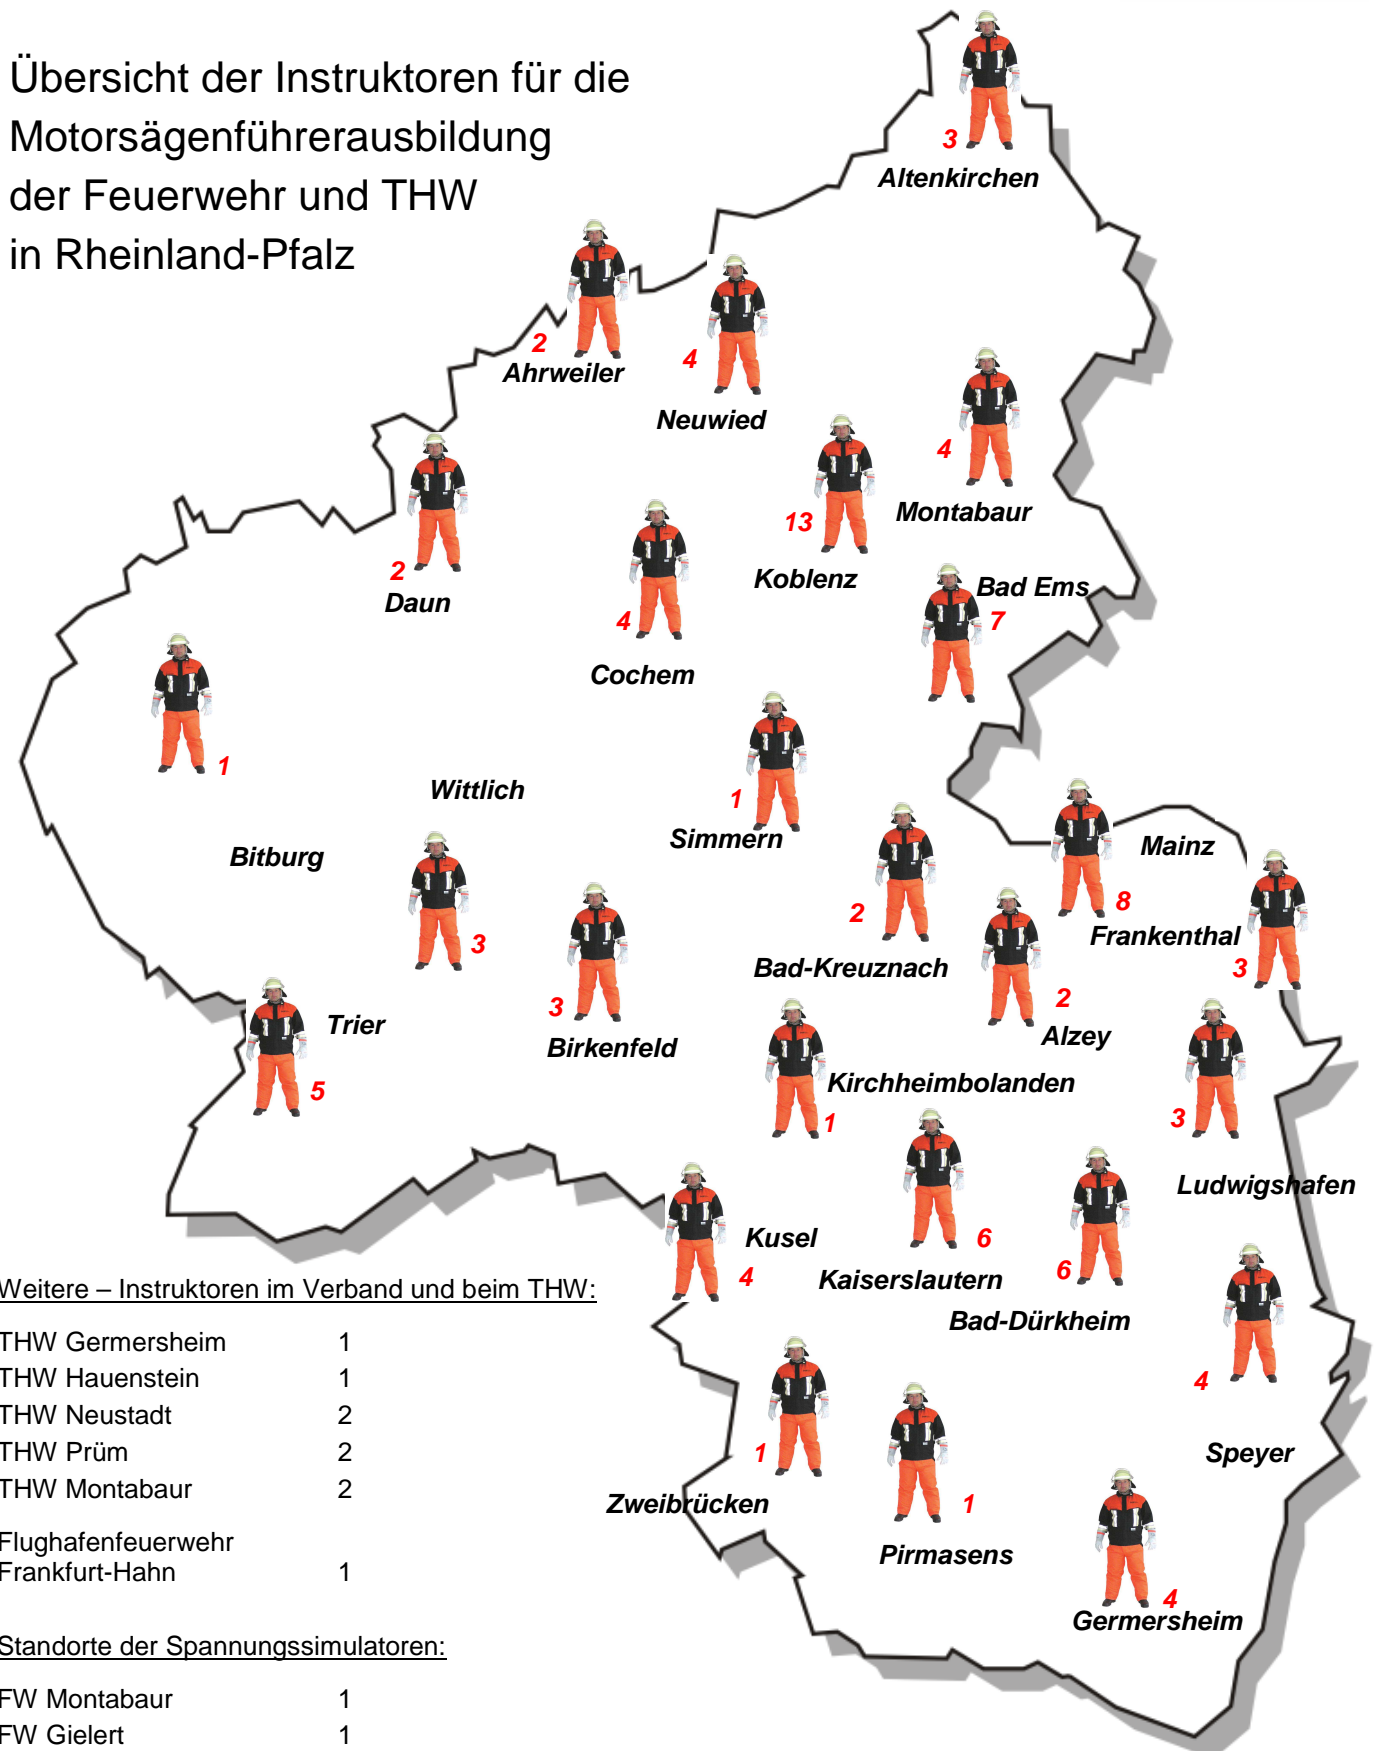 Übersicht der Instruktoren für die
Motorsägenführerausbildung
der Feuerwehr und THW
in Rheinland-Pfalz
3
Altenkirchen
2
Ahrweiler
4
Neuwied
4
Montabaur
13
Koblenz
2
Daun
4
Cochem
Bad Ems
7
1
Bitburg
Wittlich
3
1
Simmern
Mainz
8
2
Bad-Kreuznach
Frankenthal
3
3
Birkenfeld
2
Alzey
Trier
5
Kirchheimbolanden
1
3
Ludwigshafen
Kusel
4
6
Kaiserslautern
6
Bad-Dürkheim
4
Speyer
1
Zweibrücken
1
Pirmasens
4
Germersheim
Weitere – Instruktoren im Verband und beim THW:
THW Germersheim 1
THW Hauenstein 1
THW Neustadt 2
THW Prüm 2
THW Montabaur 2
Flughafenfeuerwehr
Frankfurt-Hahn 1
Standorte der Spannungssimulatoren:
FW Montabaur 1
FW Gielert 1